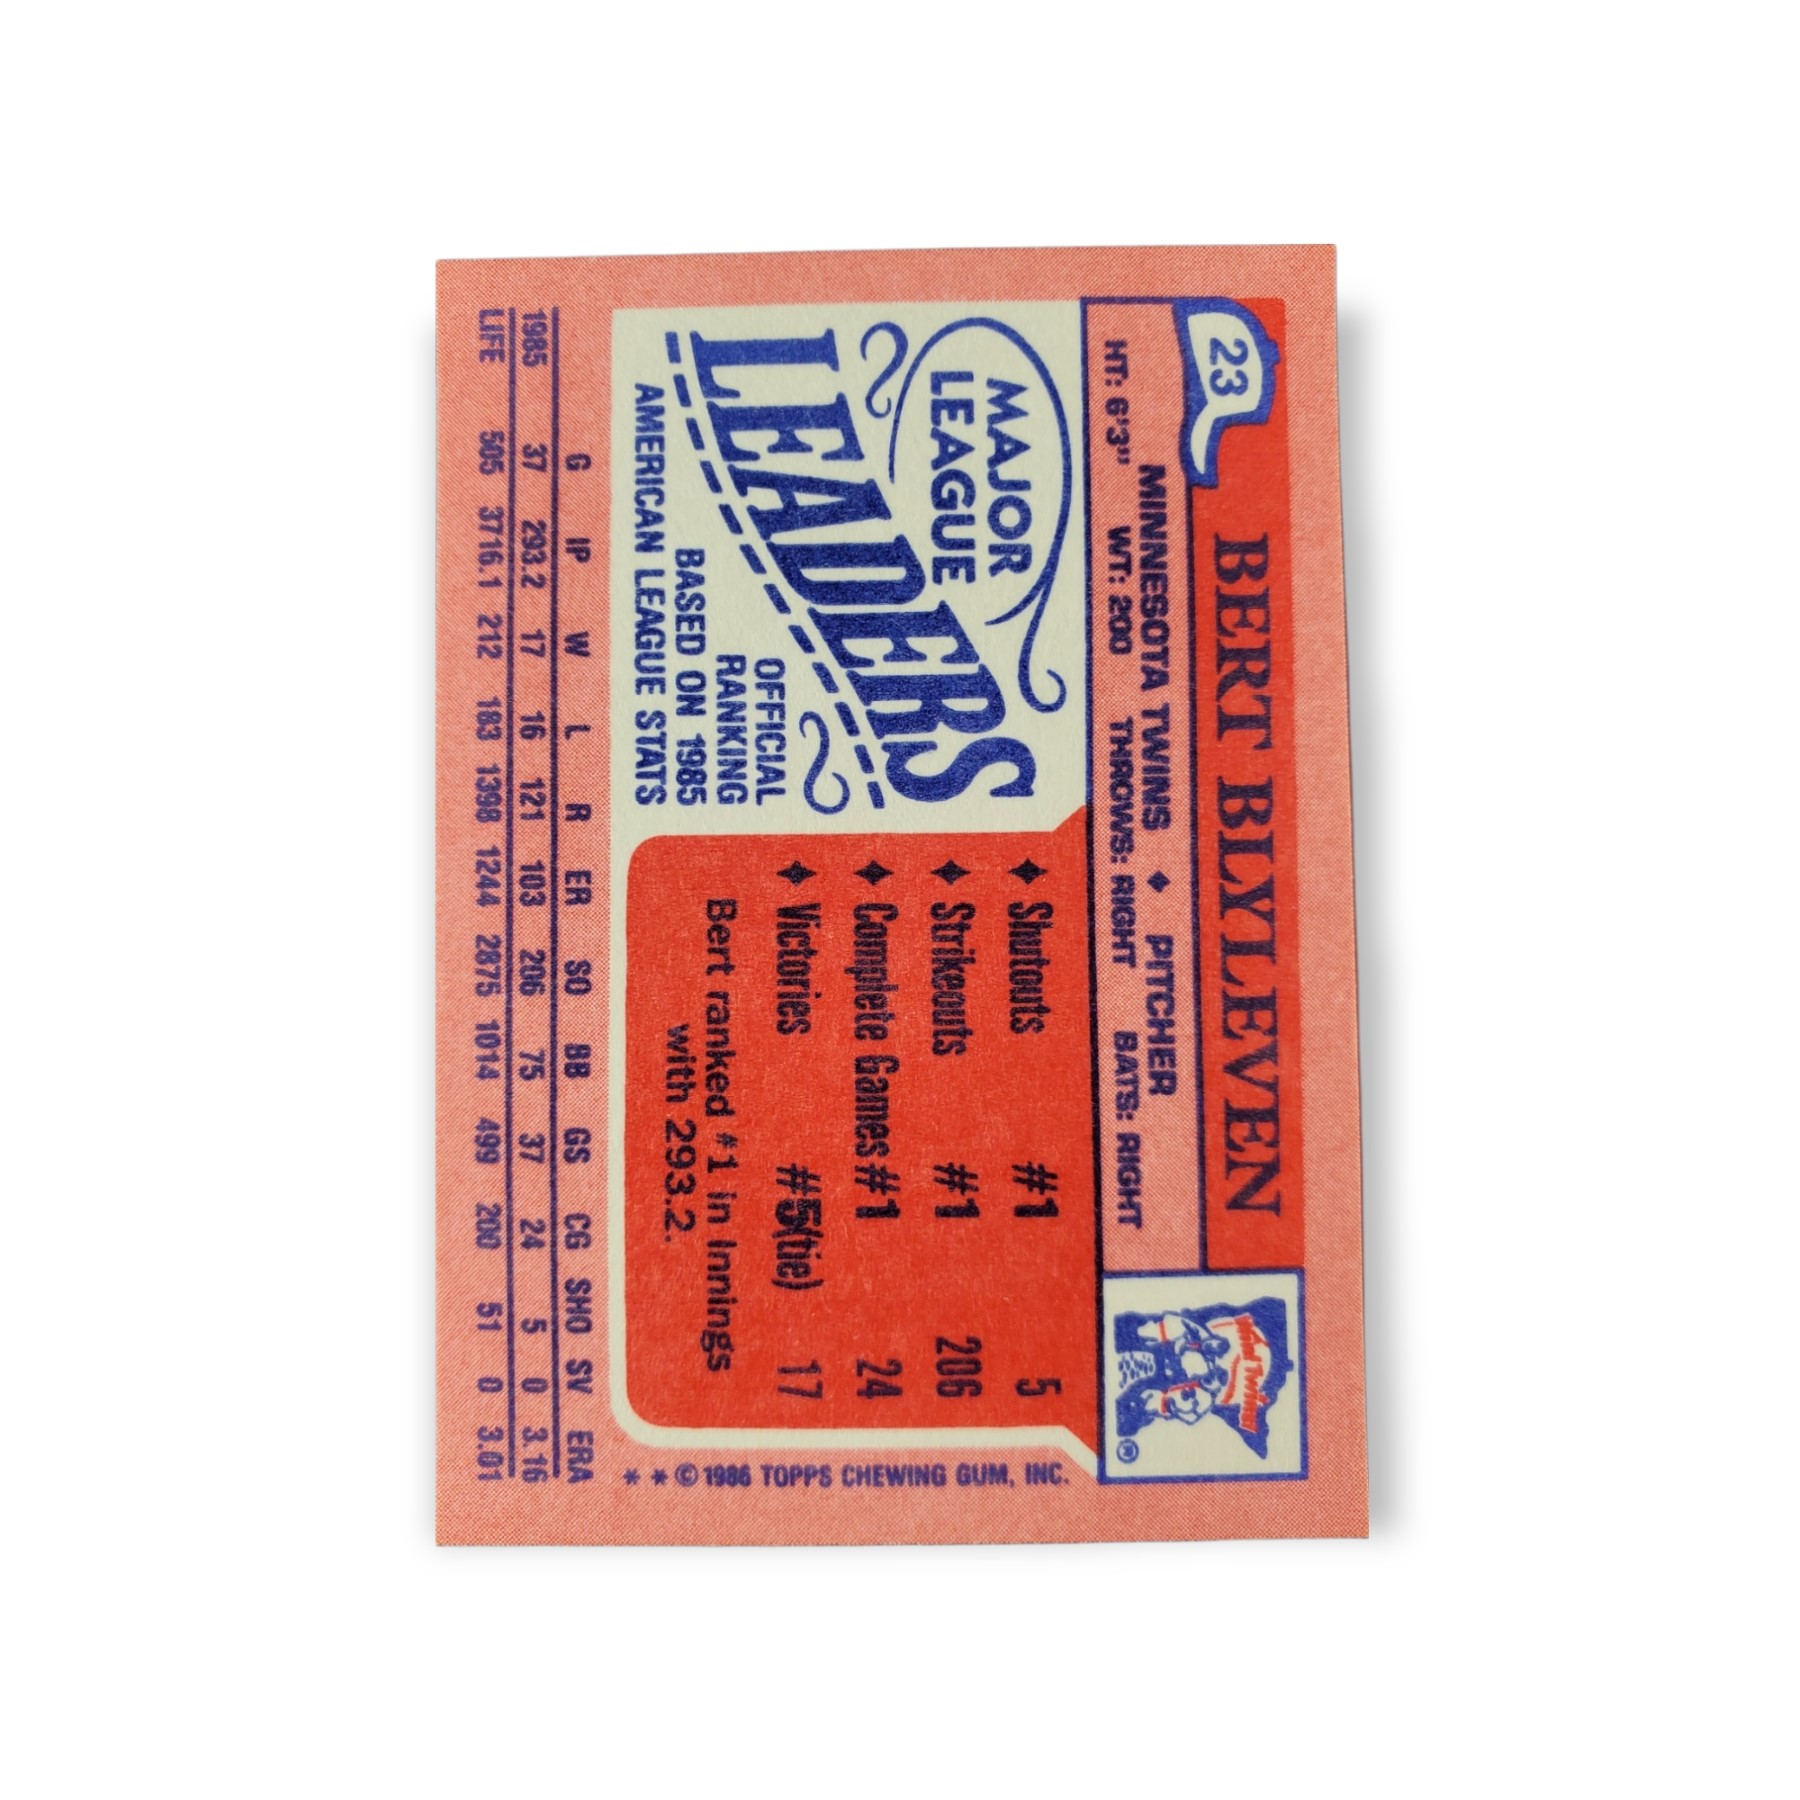 23
BERT BLYLEVEN
MINNESOTA TWINS ♦ PITCHER
HT: 6'3" WT: 200 THROWS: RIGHT BATS: RIGHT
Minnesota Twins
®
MAJOR
LEAGUE
LEADERS
OFFICIAL
RANKING
BASED ON 1985
AMERICAN LEAGUE STATS
♦ Shutouts #1 5
♦ Strikeouts #1 206
♦ Complete Games #1 24
♦ Victories #5(tie) 17
Bert ranked #1 in Innings
with 293.2.
* * © 1986 TOPPS CHEWING GUM, INC.
G IP W L R ER SO BB GS CG SHO SV ERA
1985 37 293.2 17 16 121 103 206 75 37 24 5 0 3.16
LIFE 505 3716.1 212 183 1398 1244 2875 1014 499 200 51 0 3.01